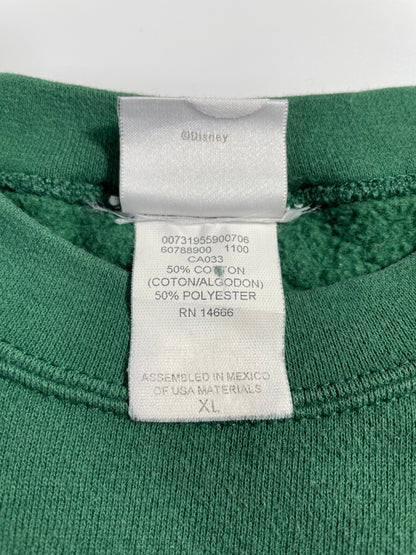 ©Disney
00731955900706
60788900 1100
CA033
50% COTTON
(COTON/ALGODON)
50% POLYESTER
RN 14666
ASSEMBLED IN MEXICO
OF USA MATERIALS
XL